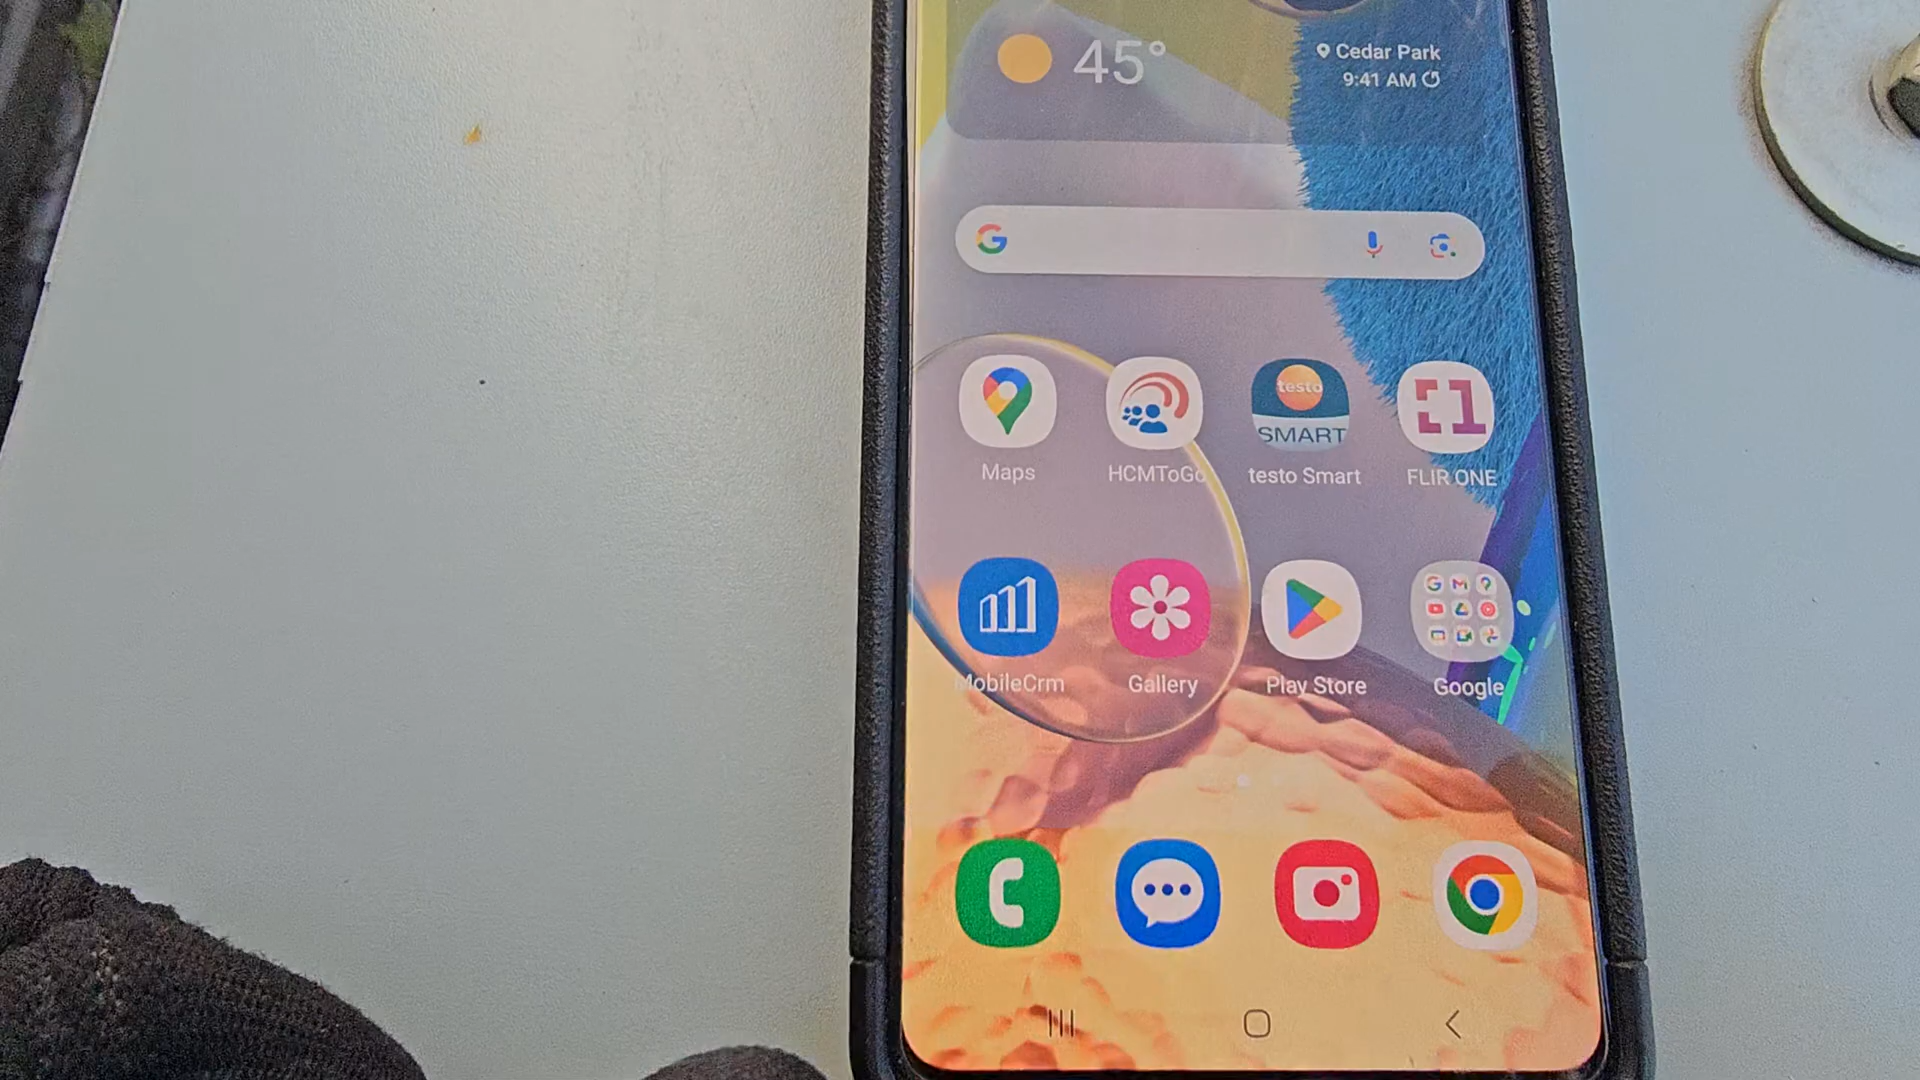 45°
Cedar Park
9:41 AM
testo
SMART
Maps
HCMToGo
testo Smart
FLIR ONE
MobileCrm
Gallery
Play Store
Google